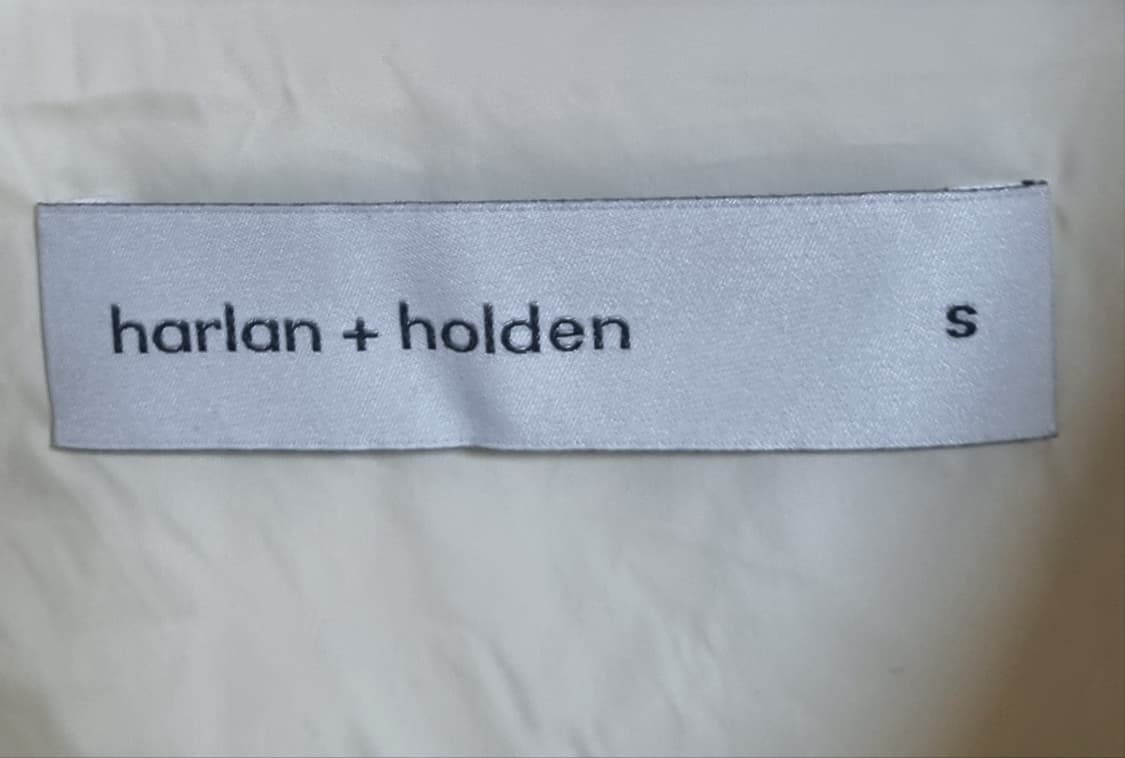 harlan + holden s